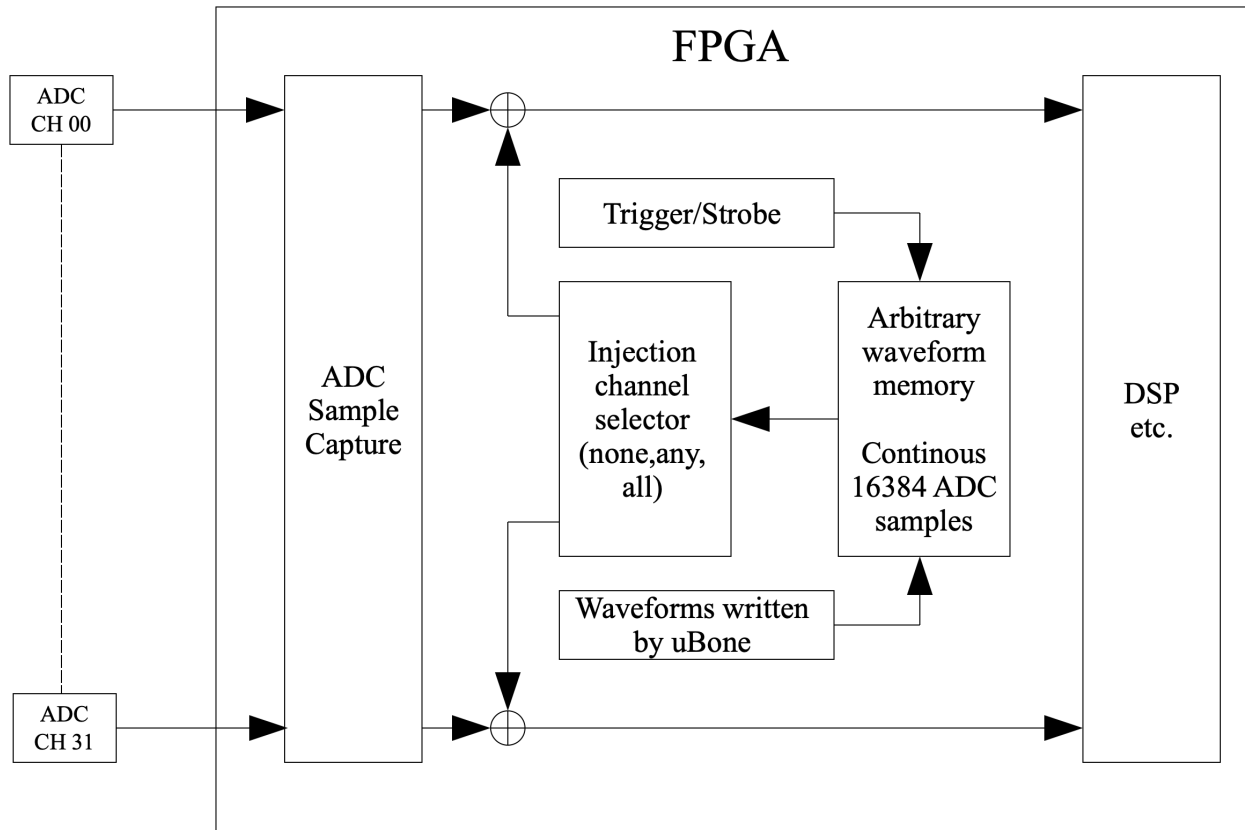 FPGA
ADC
CH 00
Trigger/Strobe
ADC
Sample
Capture
Injection
channel
selector
(none,any,
all)
Arbitrary
waveform
memory
Continous
16384 ADC
samples
DSP
etc.
Waveforms written
by uBone
ADC
CH 31